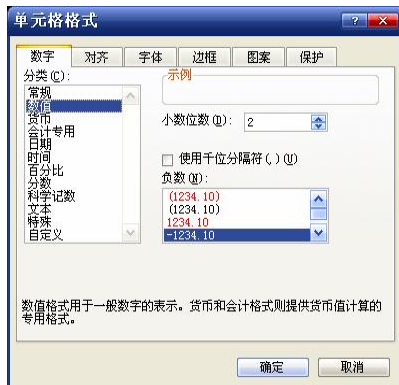 单元格格式
数字 对齐 字体 边框 图案 保护
分类(C):
常规
数值
货币
会计专用
日期
时间
百分比
分数
科学记数
文本
特殊
自定义
示例
小数位数(D): 2
使用千位分隔符(,)(U)
负数(N):
(1234.10)
(1234.10)
1234.10
-1234.10
数值格式用于一般数字的表示。货币和会计格式则提供货币值计算的
专用格式。
确定 取消